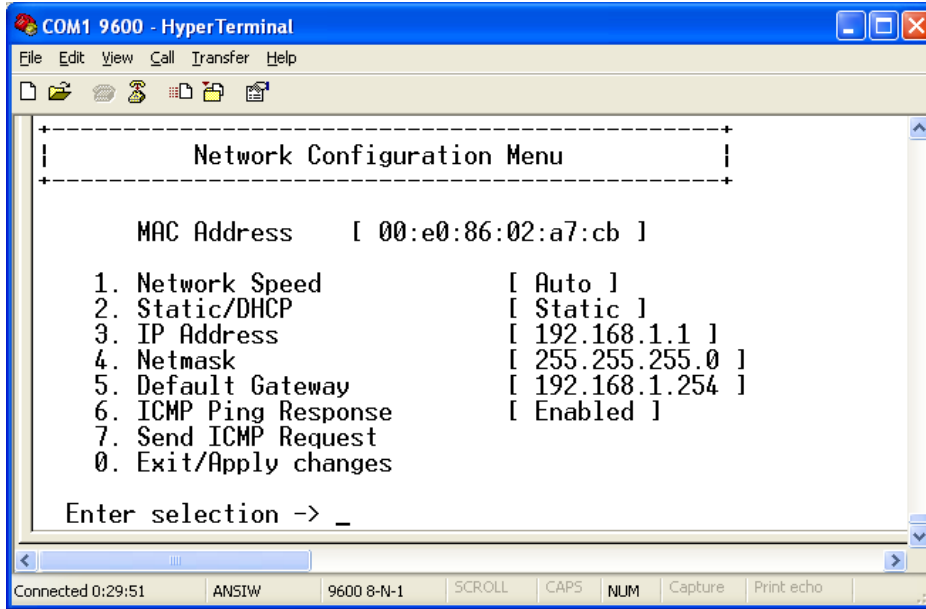 COM1 9600 - HyperTerminal
File Edit View Call Transfer Help
+-----------------------------------------------+
¦ Network Configuration Menu ¦
+-----------------------------------------------+
MAC Address [ 00:e0:86:02:a7:cb ]
1. Network Speed [ Auto ]
2. Static/DHCP [ Static ]
3. IP Address [ 192.168.1.1 ]
4. Netmask [ 255.255.255.0 ]
5. Default Gateway [ 192.168.1.254 ]
6. ICMP Ping Response [ Enabled ]
7. Send ICMP Request
0. Exit/Apply changes
Enter selection -> _
Connected 0:29:51 ANSIW 9600 8-N-1 SCROLL CAPS NUM Capture Print echo